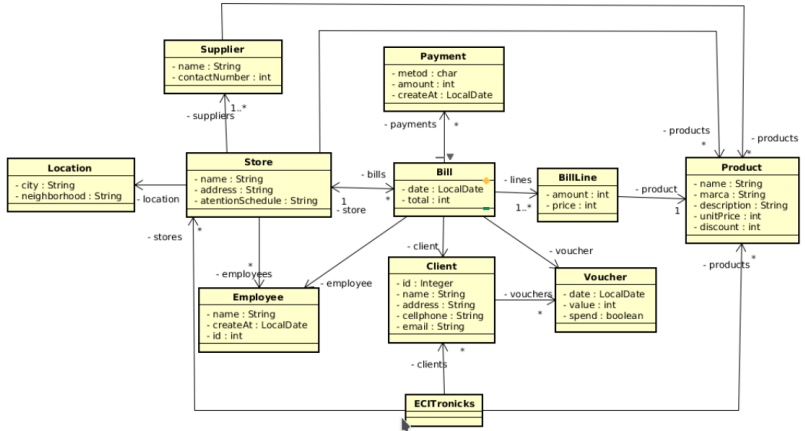 Supplier
- name : String
- contactNumber : int
Payment
- metod : char
- amount : int
- createAt : LocalDate
1..*
- suppliers
- payments
*
- products
*
- products
*
Location
- city : String
- neighborhood : String
- location
Store
- name : String
- address : String
- atentionSchedule : String
- bills
*
1
- store
Bill
- date : LocalDate
- total : int
- lines
1..*
BillLine
- amount : int
- price : int
- product
1
Product
- name : String
- marca : String
- description : String
- unitPrice : int
- discount : int
- stores
*
*
- employees
- employee
- client
- voucher
- products
*
Employee
- name : String
- createAt : LocalDate
- id : int
Client
- id : Integer
- name : String
- address : String
- cellphone : String
- email : String
- vouchers
*
Voucher
- date : LocalDate
- value : int
- spend : boolean
*
- clients
ECITronicks